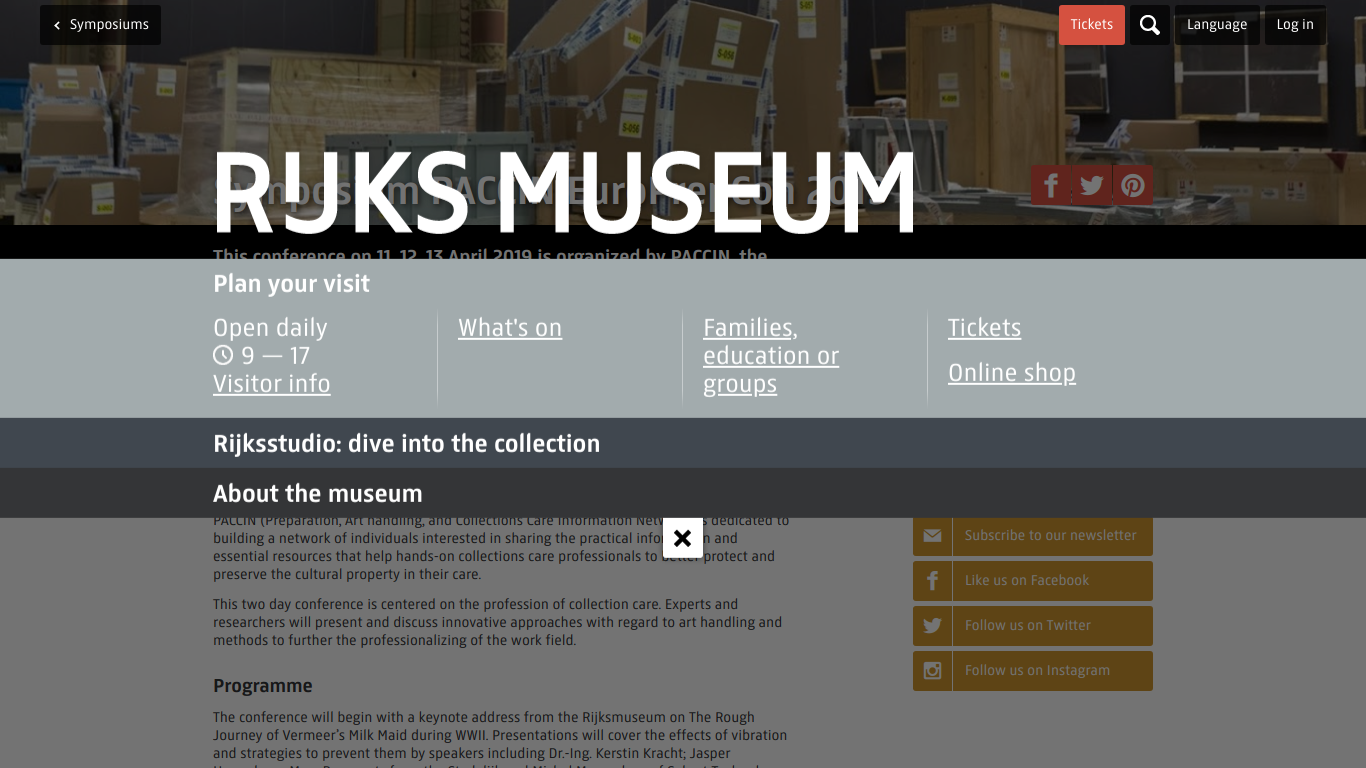 Symposiums
Tickets
Language
Log in
S-054
S-056
RIJKS MUSEUM
Symposium PACCIN European Con 20
This conference on 11, 12, 13 April 2019 is organized by PACCIN, the
Plan your visit
Open daily
9 — 17
Visitor info
What's on
Families,
education or
groups
Tickets
Online shop
Rijksstudio: dive into the collection
About the museum
PACCIN (Preparation, Art handling, and Collections Care Information dedicated to
building a network of individuals interested in sharing the practical and
essential resources that help hands-on collections care professionals to better protect and
preserve the cultural property in their care.
This two day conference is centered on the profession of collection care. Experts and
researchers will present and discuss innovative approaches with regard to art handling and
methods to further the professionalizing of the work field.
Programme
The conference will begin with a keynote address from the Rijksmuseum on The Rough
Journey of Vermeer's Milk Maid during WWII. Presentations will cover the effects of vibration
and strategies to prevent them by speakers including Dr.-Ing. Kerstin Kracht; Jasper
Subscribe to our newsletter
Like us on Facebook
Follow us on Twitter
Follow us on Instagram